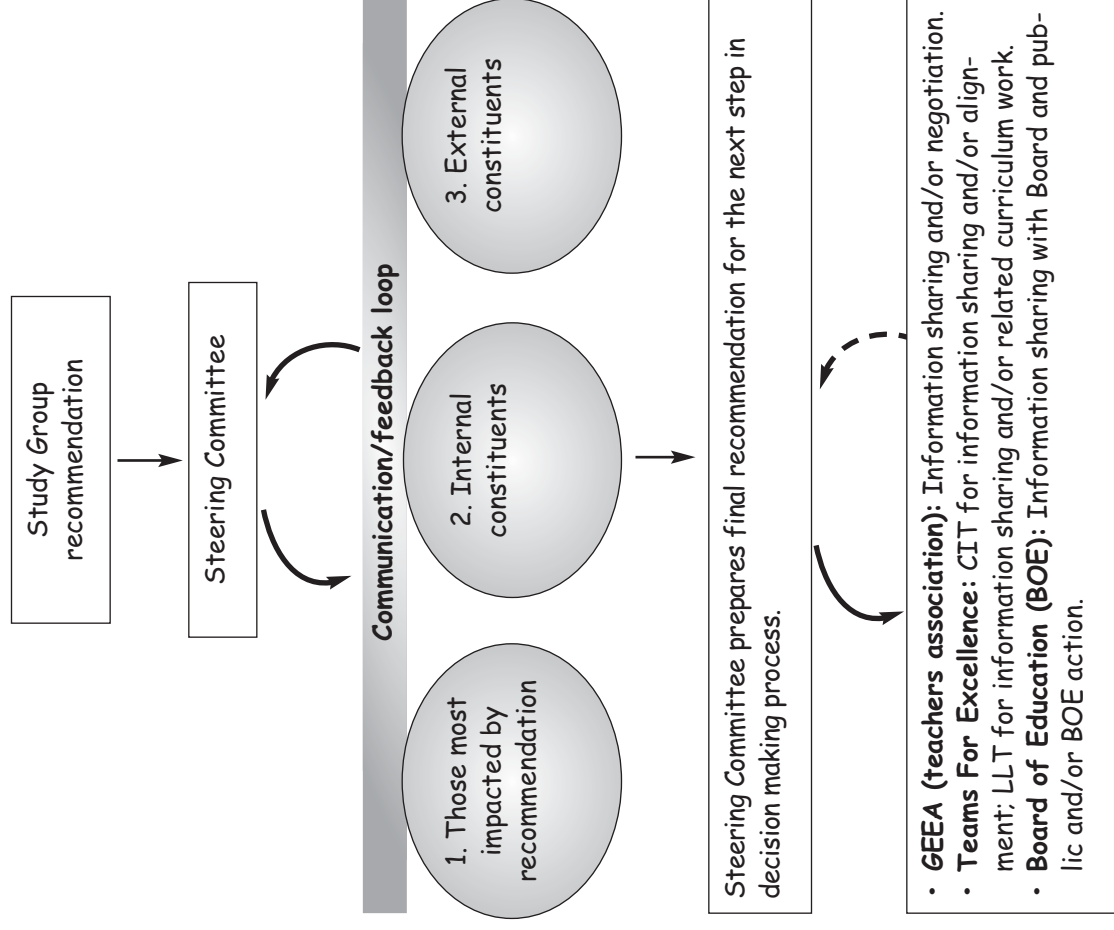 Study Group
recommendation
Steering Committee
Communication/feedback loop
1. Those most
impacted by
recommendation
2. Internal
constituents
3. External
constituents
Steering Committee prepares final recommendation for the next step in
decision making process.
• GEEA (teachers association): Information sharing and/or negotiation.
• Teams For Excellence: CIT for information sharing and/or align-
ment; LLT for information sharing and/or related curriculum work.
• Board of Education (BOE): Information sharing with Board and pub-
lic and/or BOE action.